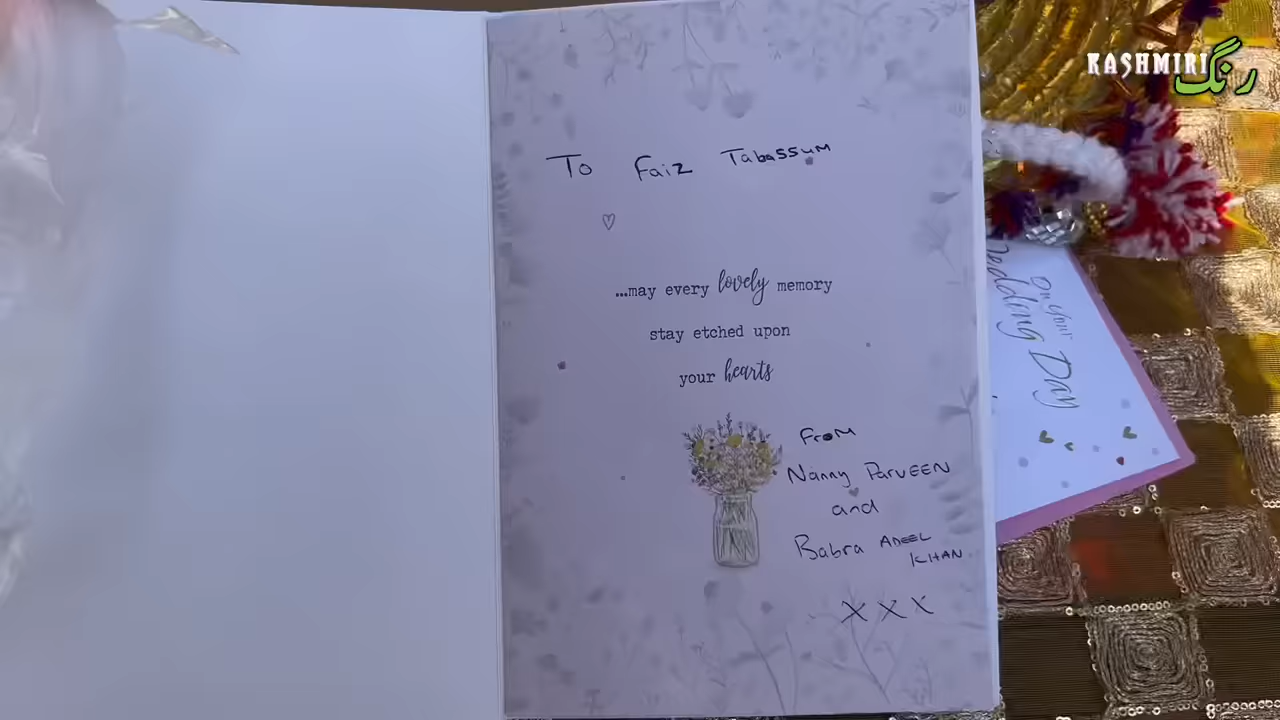 KASHMIRI رنگ
To Faiz Tabassum
...may every lovely memory
stay etched upon
your hearts
From
Nanny Parveen
and
Babra ADEEL
KHAN
X X X
On Your
Wedding Day